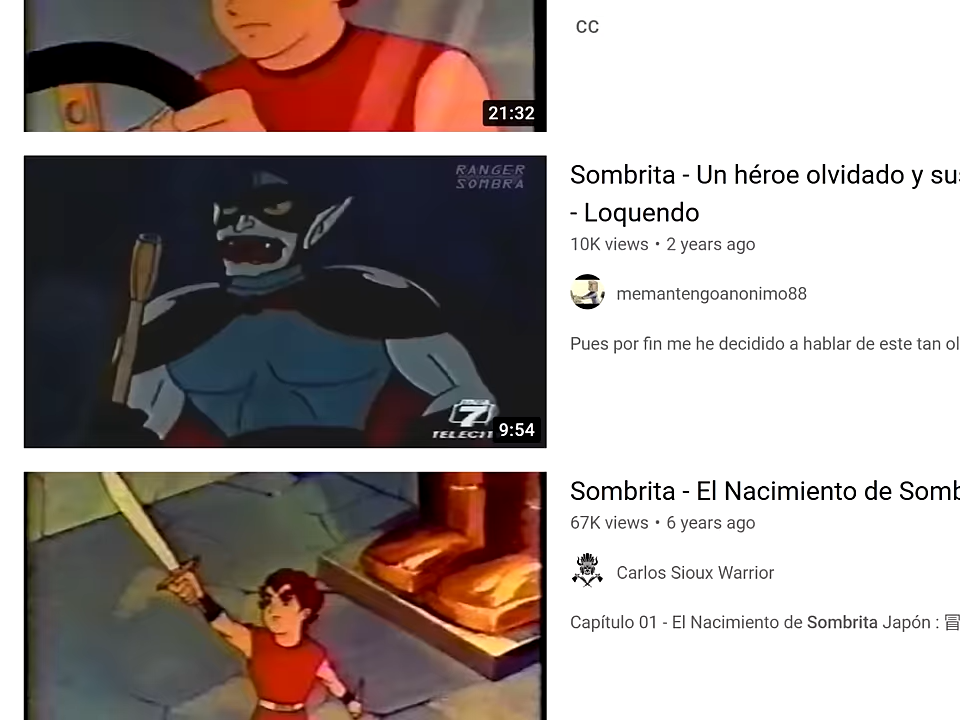 CC
21:32
RANGER
SOMBRA
7
9:54
Sombrita - Un héroe olvidado y su
- Loquendo
10K views • 2 years ago
memantengoanonimo88
Pues por fin me he decidido a hablar de este tan ol
Sombrita - El Nacimiento de Somb
67K views • 6 years ago
Carlos Sioux Warrior
Capítulo 01 - El Nacimiento de Sombrita Japón : 冒